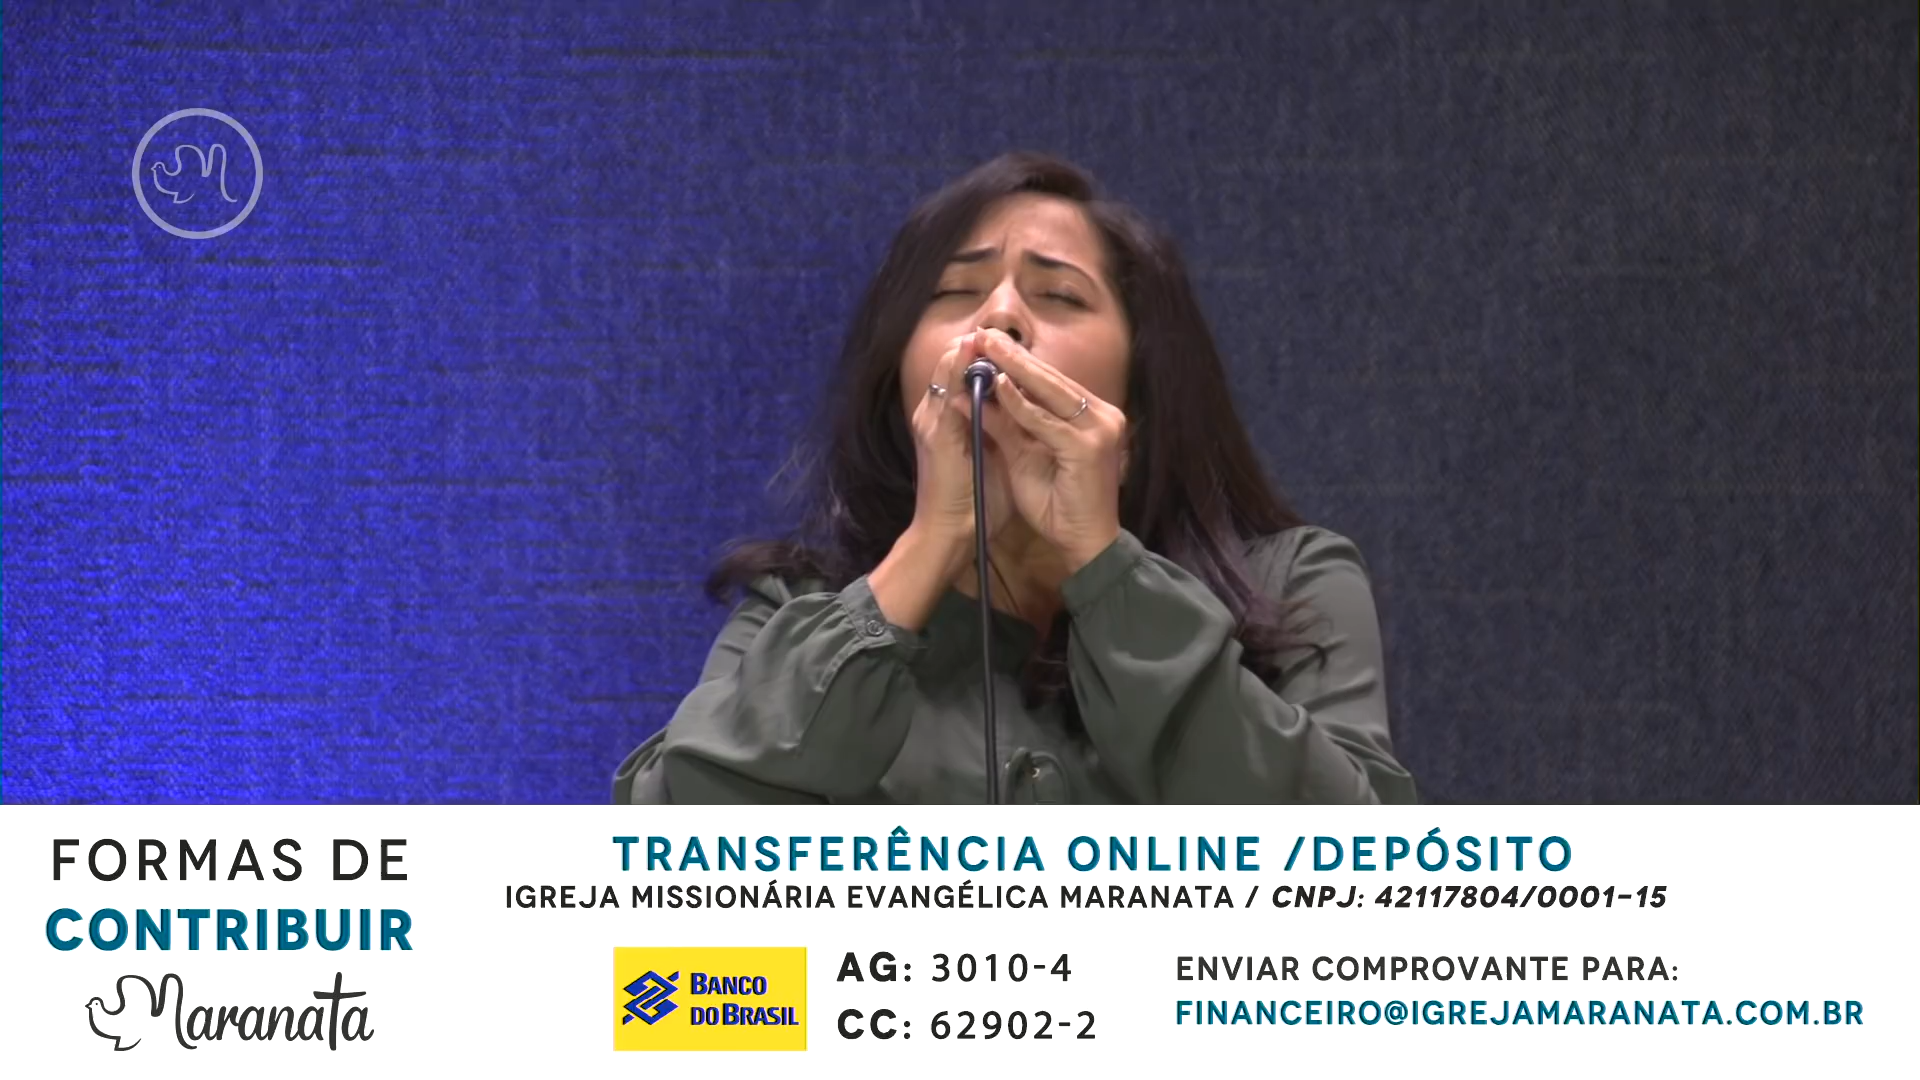 FORMAS DE
CONTRIBUIR
Maranata
TRANSFERÊNCIA ONLINE /DEPÓSITO
IGREJA MISSIONÁRIA EVANGÉLICA MARANATA / CNPJ: 42117804/0001-15
BANCO
DO BRASIL
AG: 3010-4
CC: 62902-2
ENVIAR COMPROVANTE PARA:
FINANCEIRO@IGREJAMARANATA.COM.BR